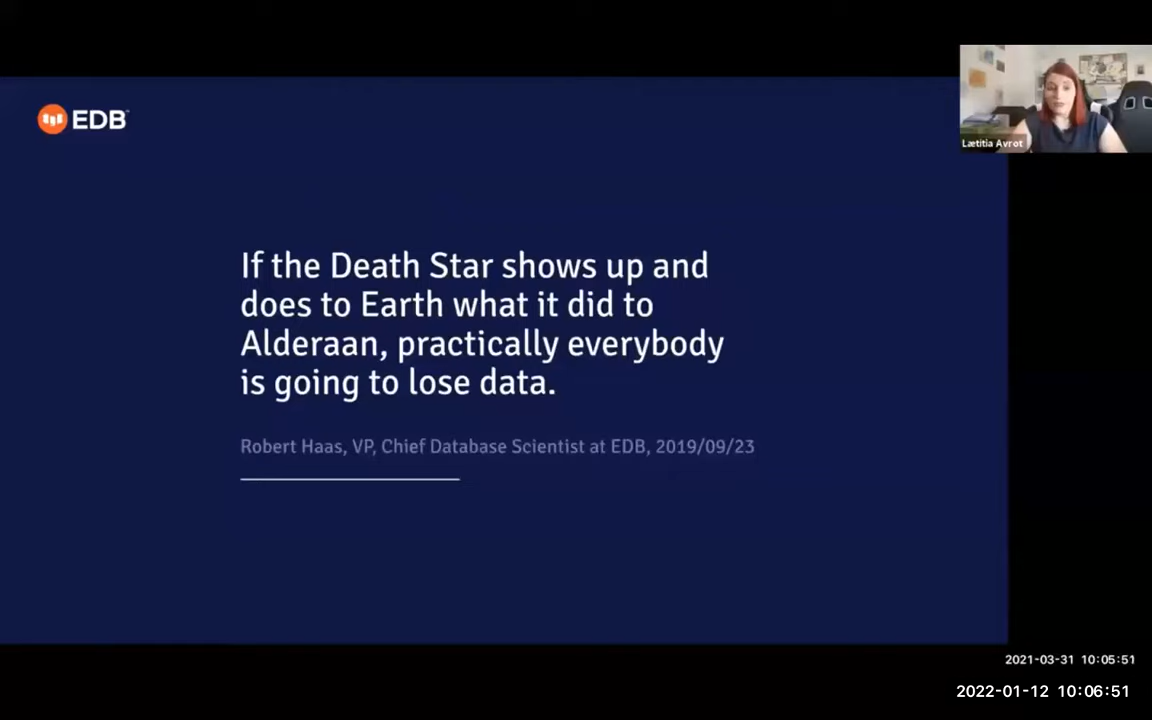 EDB
Lætitia Avrot
If the Death Star shows up and
does to Earth what it did to
Alderaan, practically everybody
is going to lose data.
Robert Haas, VP, Chief Database Scientist at EDB, 2019/09/23
2021-03-31 10:05:51
2022-01-12 10:06:51